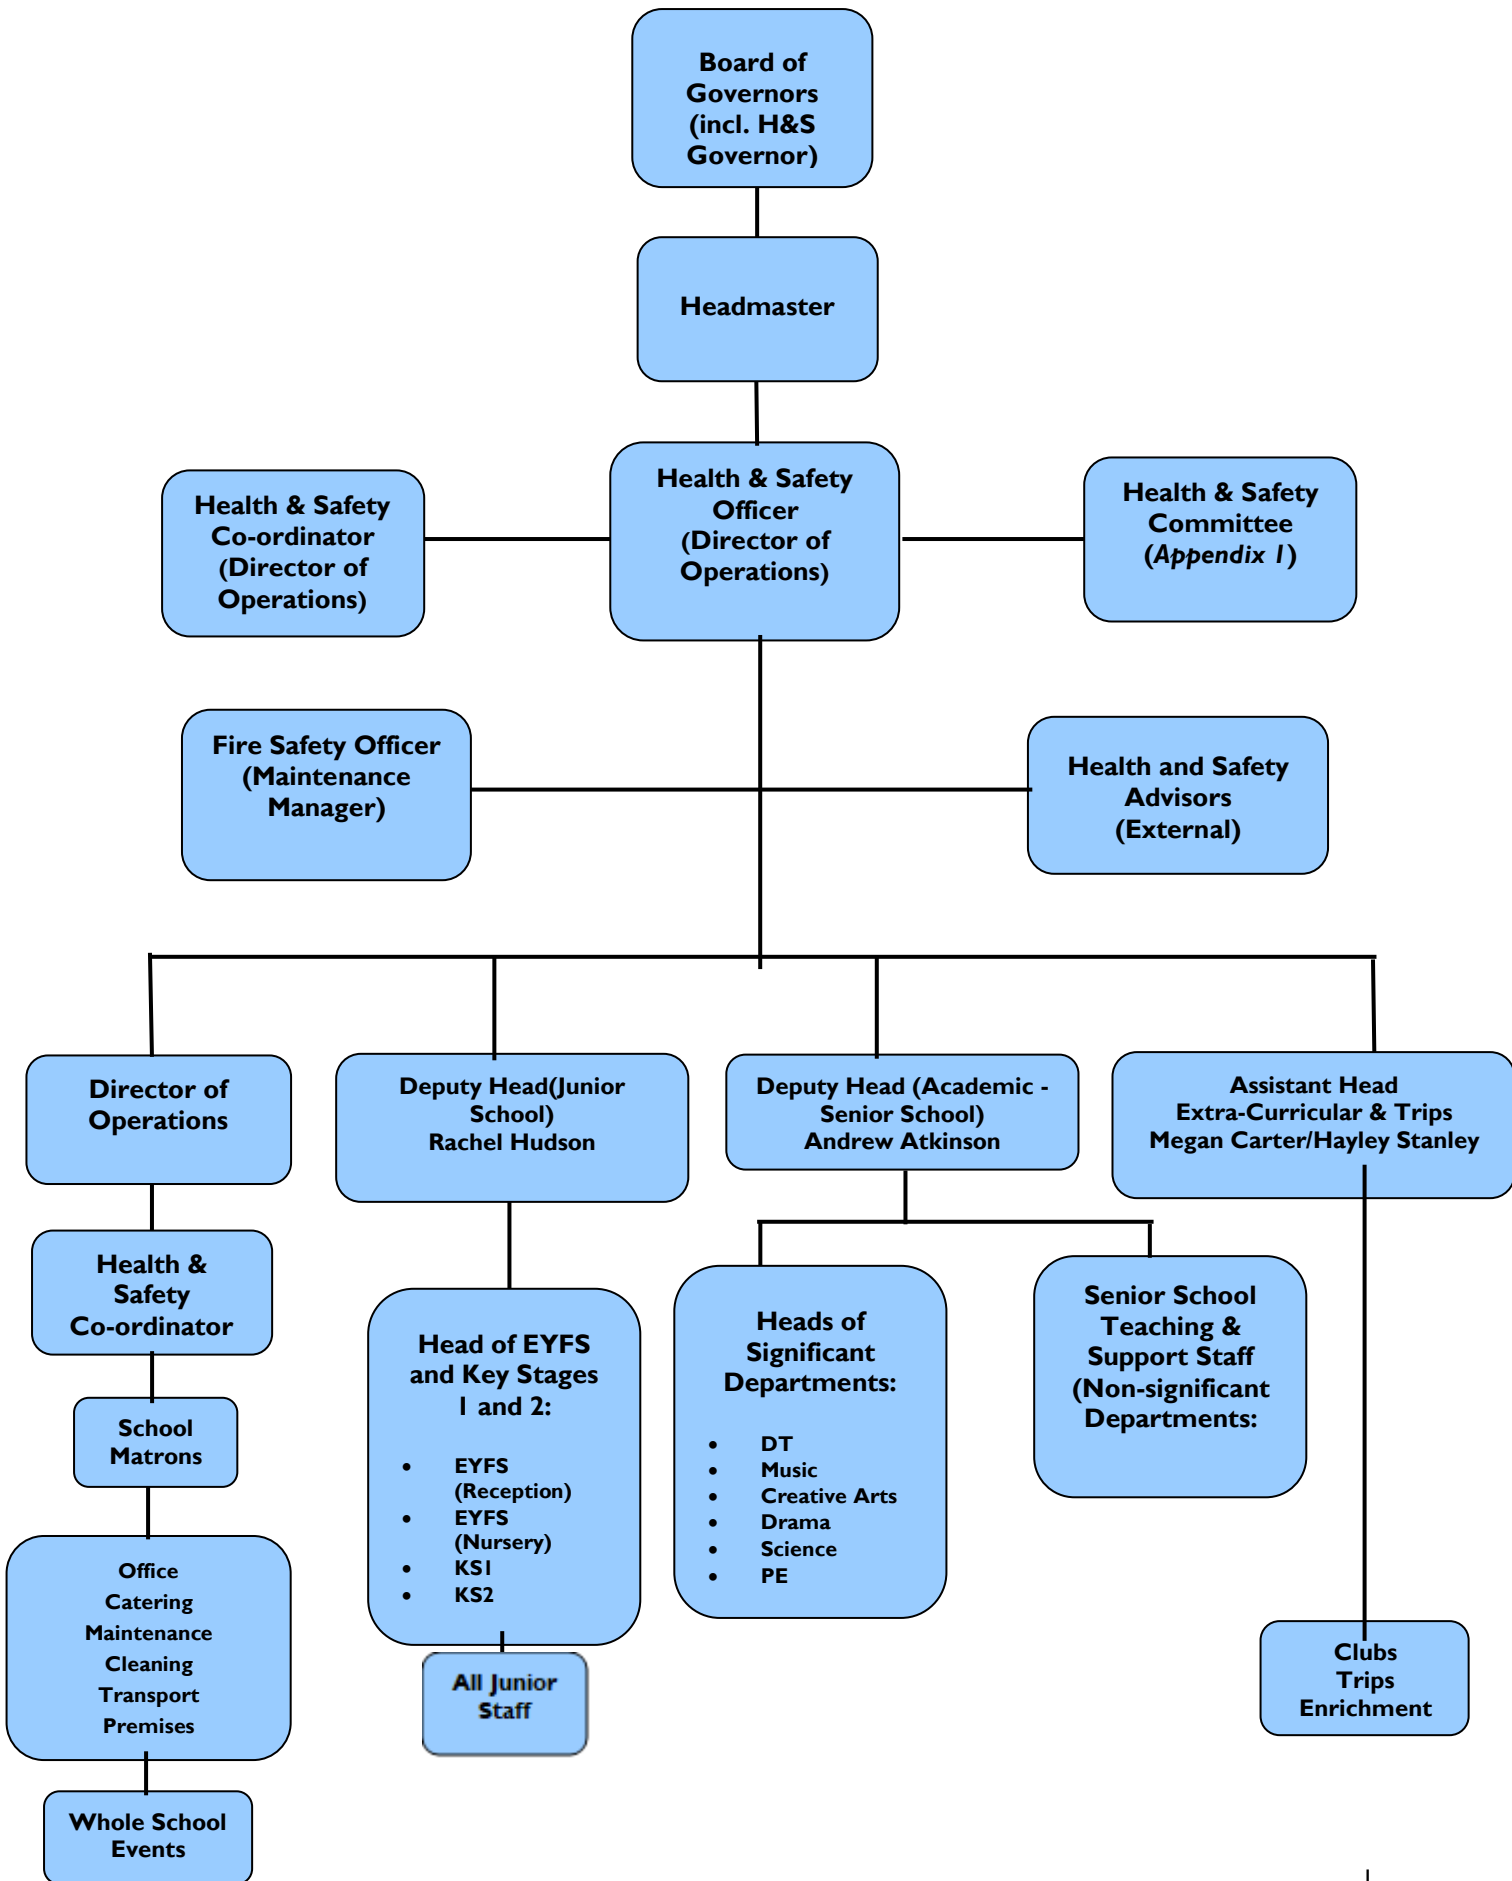 Board of
Governors
(incl. H&S
Governor)
Headmaster
Health & Safety
Co-ordinator
(Director of
Operations)
Health & Safety
Officer
(Director of
Operations)
Health & Safety
Committee
(Appendix 1)
Fire Safety Officer
(Maintenance
Manager)
Health and Safety
Advisors
(External)
Director of
Operations
Deputy Head(Junior
School)
Rachel Hudson
Deputy Head (Academic -
Senior School)
Andrew Atkinson
Assistant Head
Extra-Curricular & Trips
Megan Carter/Hayley Stanley
Health &
Safety
Co-ordinator
School
Matrons
Office
Catering
Maintenance
Cleaning
Transport
Premises
Whole School
Events
Head of EYFS
and Key Stages
1 and 2:
• EYFS
(Reception)
• EYFS
(Nursery)
• KS1
• KS2
All Junior
Staff
Heads of
Significant
Departments:
• DT
• Music
• Creative Arts
• Drama
• Science
• PE
Senior School
Teaching &
Support Staff
(Non-significant
Departments:
Clubs
Trips
Enrichment